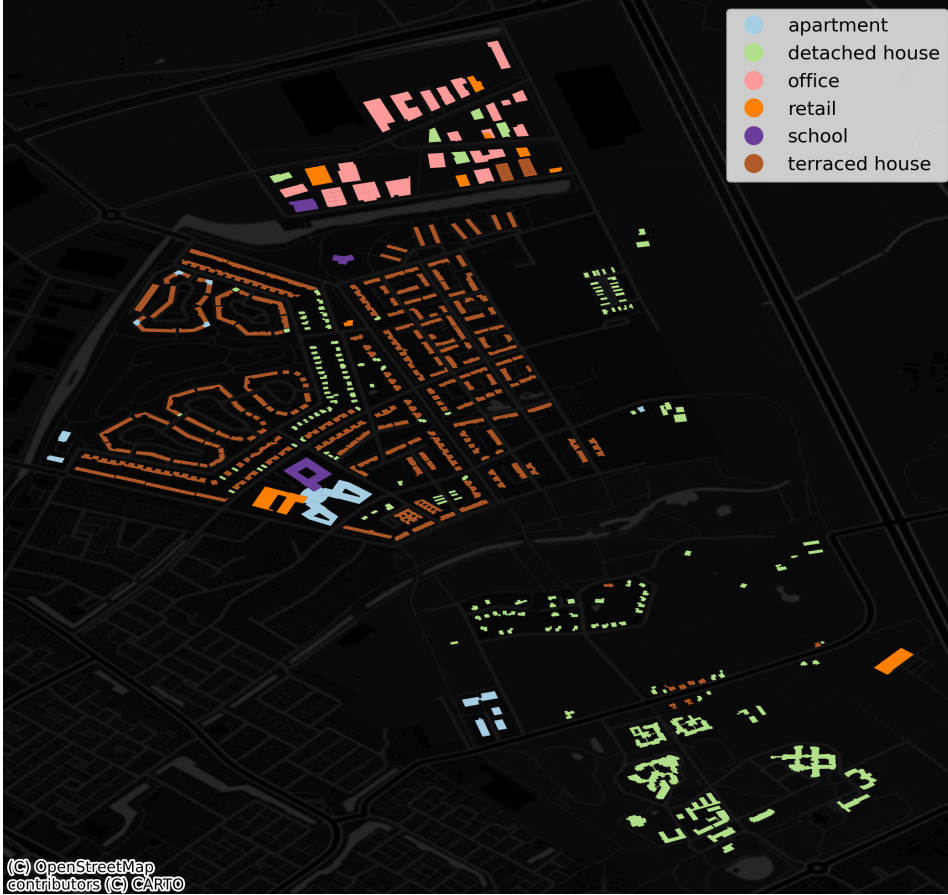 apartment
detached house
office
retail
school
terraced house
(C) OpenStreetMap
contributors (C) CARTO